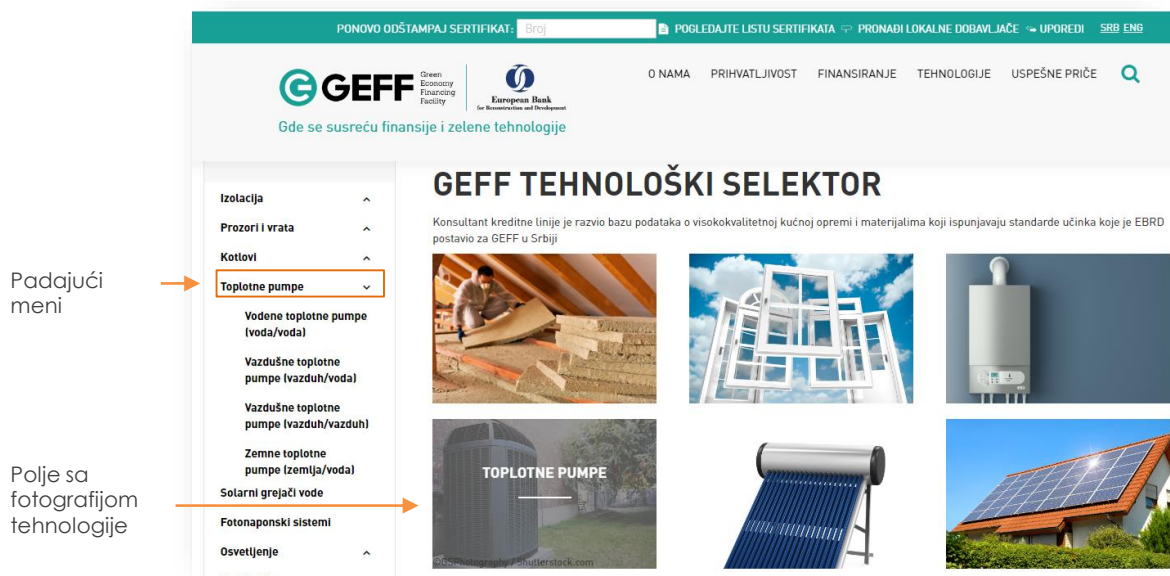 PONOVO ODŠTAMPAJ SERTIFIKAT: Broj POGLEDAJTE LISTU SERTIFIKATA PRONAĐI LOKALNE DOBAVLJAČE UPOREDI SRB ENG
GEFF
Green
Economy
Financing
Facility
European Bank
for Reconstruction and Development
O NAMA PRIHVATLJIVOST FINANSIRANJE TEHNOLOGIJE USPEŠNE PRIČE
Gde se susreću finansije i zelene tehnologije
GEFF TEHNOLOŠKI SELEKTOR
Konsultant kreditne linije je razvio bazu podataka o visokokvalitetnoj kućnoj opremi i materijalima koji ispunjavaju standarde učinka koje je EBRD
postavio za GEFF u Srbiji
Izolacija
Prozori i vrata
Kotlovi
Toplotne pumpe
Vodene toplotne pumpe
(voda/voda)
Vazdušne toplotne
pumpe (vazduh/voda)
Vazdušne toplotne
pumpe (vazduh/vazduh)
Zemne toplotne
pumpe (zemlja/voda)
Solarni grejači vode
Fotonaponski sistemi
Osvetljenje
Padajući
meni
Polje sa
fotografijom
tehnologije
TOPLOTNE PUMPE
Photography / Shutterstock.com